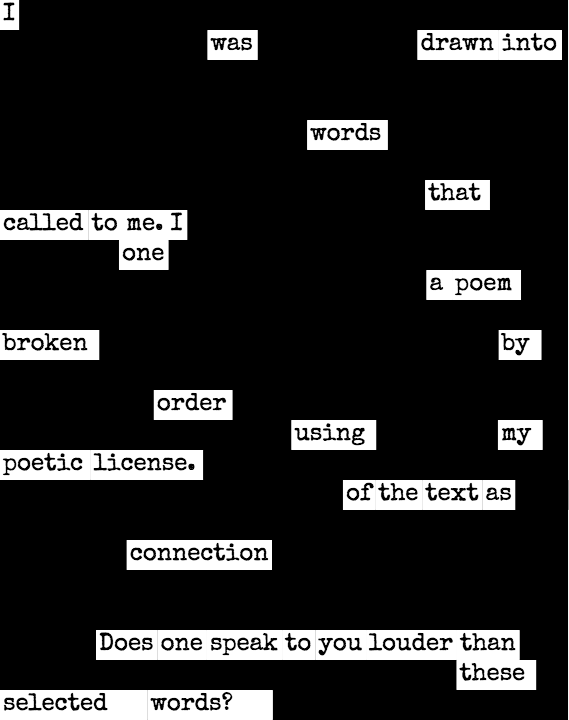 I
was drawn into
words
that
called to me. I
one
a poem
broken by
order
using my
poetic license.
of the text as
connection
Does one speak to you louder than
these
selected words?